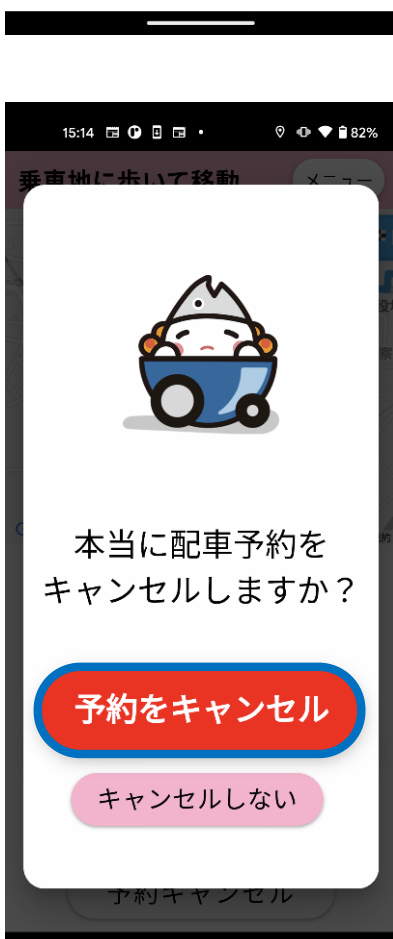 15:14
82%
乗車地に歩いて移動
メニュー
本当に配車予約を
キャンセルしますか？
予約をキャンセル
キャンセルしない
予約キャンセル